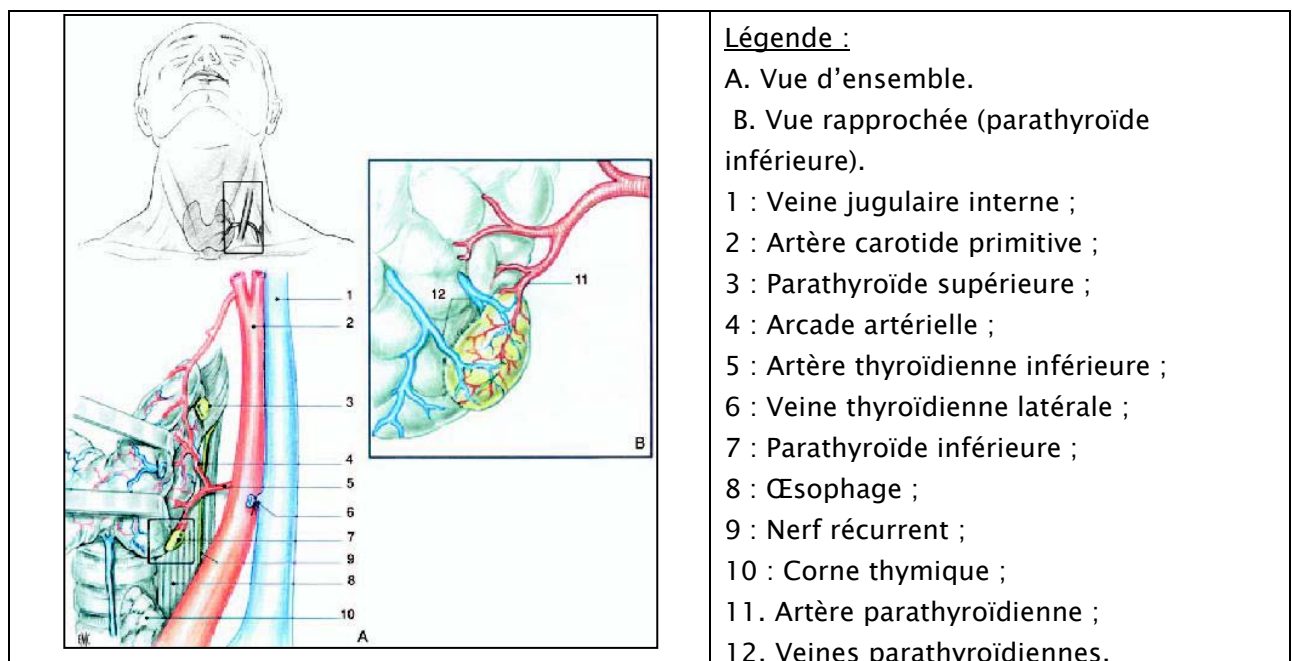 1
2
3
4
5
6
7
9
8
10
A
12
11
B
Légende :
A. Vue d’ensemble.
B. Vue rapprochée (parathyroïde
inférieure).
1 : Veine jugulaire interne ;
2 : Artère carotide primitive ;
3 : Parathyroïde supérieure ;
4 : Arcade artérielle ;
5 : Artère thyroïdienne inférieure ;
6 : Veine thyroïdienne latérale ;
7 : Parathyroïde inférieure ;
8 : Œsophage ;
9 : Nerf récurrent ;
10 : Corne thymique ;
11. Artère parathyroïdienne ;
12. Veines parathyroïdiennes.